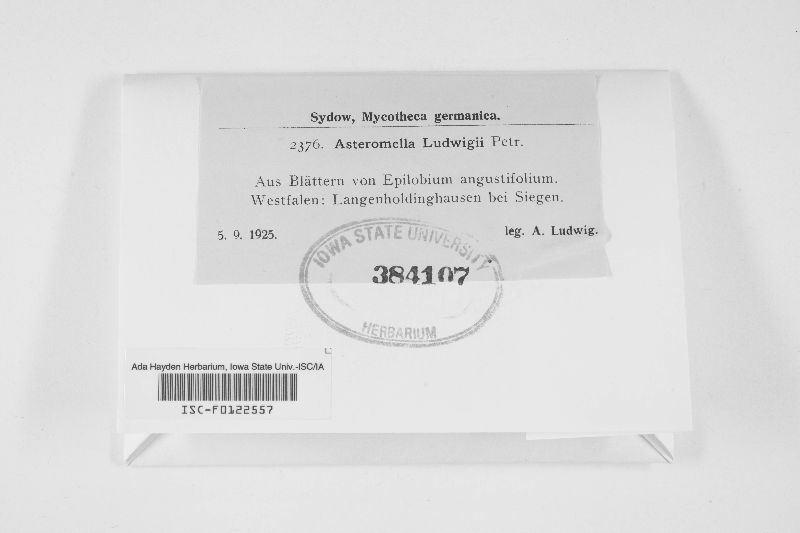 Sydow, Mycotheca germanica.
2376. Asteromella Ludwigii Petr.
Aus Blättern von Epilobium angustifolium.
Westfalen: Langenholdinghausen bei Siegen.
5. 9. 1925. leg. A. Ludwig.
IOWA STATE UNIVERSITY
384107
HERBARIUM
Ada Hayden Herbarium, Iowa State Univ.-ISC/IA
ISC-F0122557